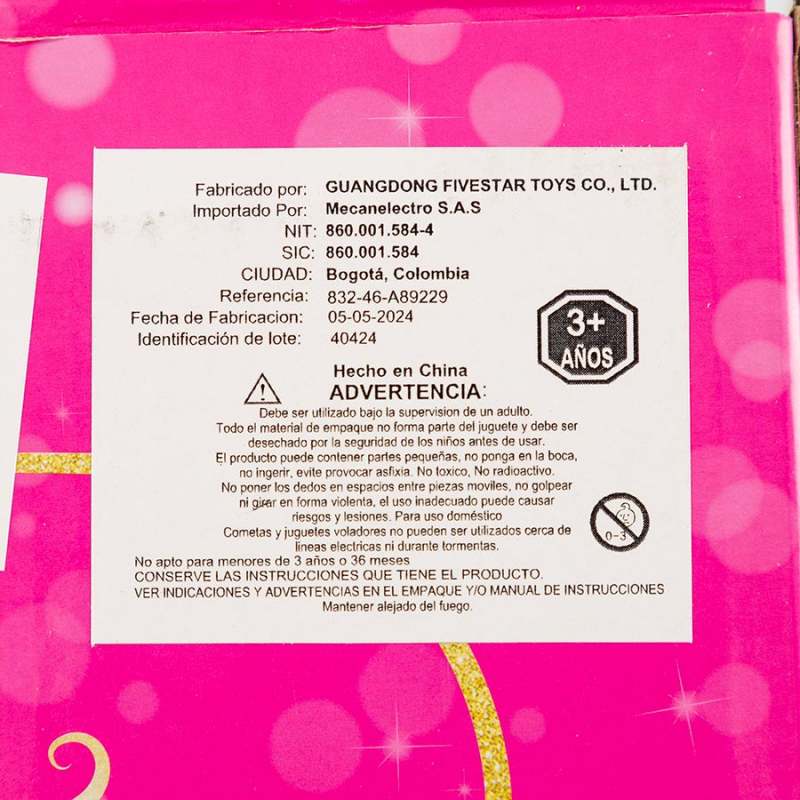 Fabricado por: GUANGDONG FIVESTAR TOYS CO., LTD.
Importado Por: Mecanelectro S.A.S
NIT: 860.001.584-4
SIC: 860.001.584
CIUDAD: Bogotá, Colombia
Referencia: 832-46-A89229
Fecha de Fabricacion: 05-05-2024
Identificación de lote: 40424
3+
AÑOS
Hecho en China
ADVERTENCIA:
Debe ser utilizado bajo la supervision de un adulto.
Todo el material de empaque no forma parte del juguete y debe ser
desechado por la seguridad de los niños antes de usar.
El producto puede contener partes pequeñas, no ponga en la boca,
no ingerir, evite provocar asfixia. No toxico, No radioactivo.
No poner los dedos en espacios entre piezas moviles, no golpear
ni girar en forma violenta, el uso inadecuado puede causar
riesgos y lesiones. Para uso doméstico
Cometas y juguetes voladores no pueden ser utilizados cerca de
lineas electricas ni durante tormentas.
0-3
No apto para menores de 3 años o 36 meses
CONSERVE LAS INSTRUCCIONES QUE TIENE EL PRODUCTO.
VER INDICACIONES Y ADVERTENCIAS EN EL EMPAQUE Y/O MANUAL DE INSTRUCCIONES
Mantener alejado del fuego.